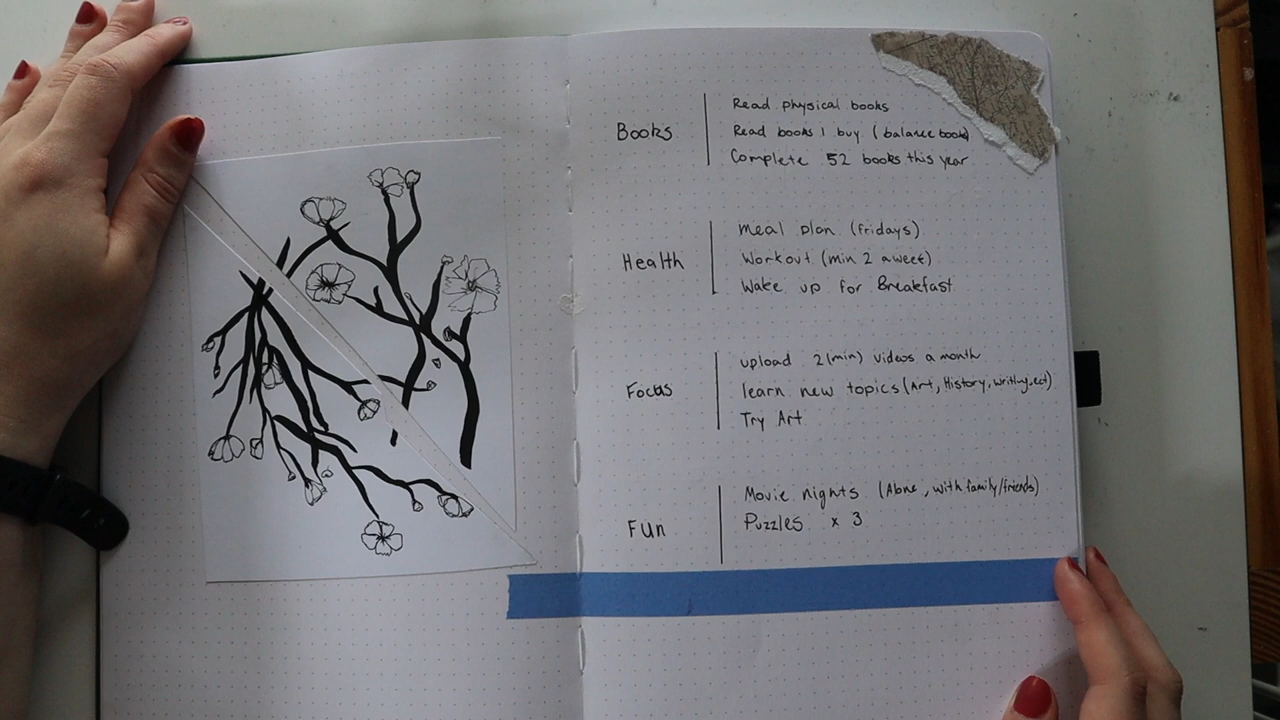 Books
Read physical books
Read books I buy (balance book)
Complete 52 books this year
Health
meal plan (fridays)
Workout (min 2 a week)
Wake up for Breakfast
Focus
upload 2(min) videos a month
learn new topics (Art, History, writing, ect)
Try Art
Fun
Movie nights (Alone, with family/friends)
Puzzles x 3